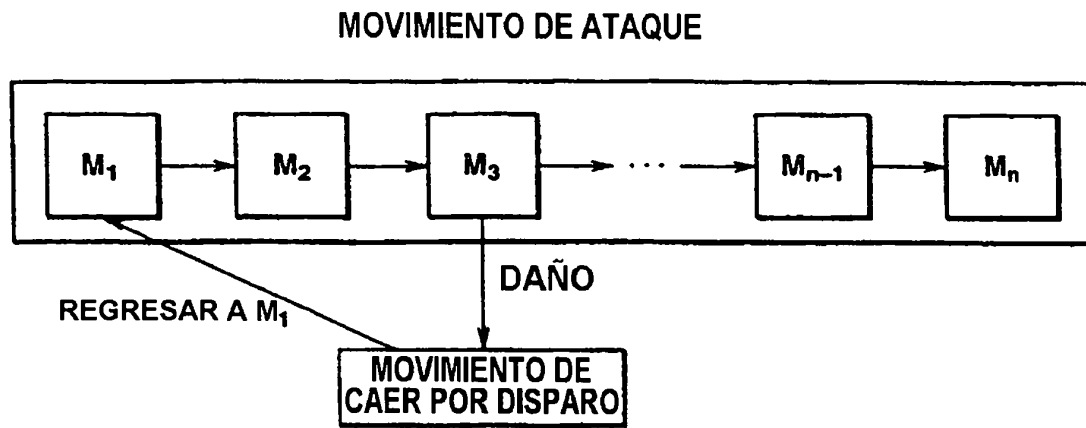 MOVIMIENTO DE ATAQUE
M₁ M₂ M₃ ... Mₙ₋₁ Mₙ
DAÑO
REGRESAR A M₁
MOVIMIENTO DE
CAER POR DISPARO